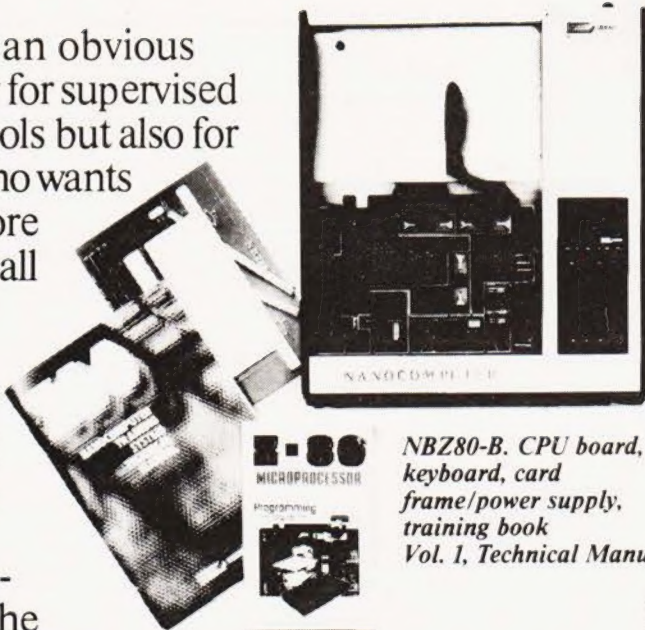 an obvious
for supervised
ols but also for
no wants
ore
all
NANOCOMPUTER
Z-80
MICROPROCESSOR
Programming
NBZ80-B. CPU board,
keyboard, card
frame/power supply,
training book
Vol. 1, Technical Manu
-
he